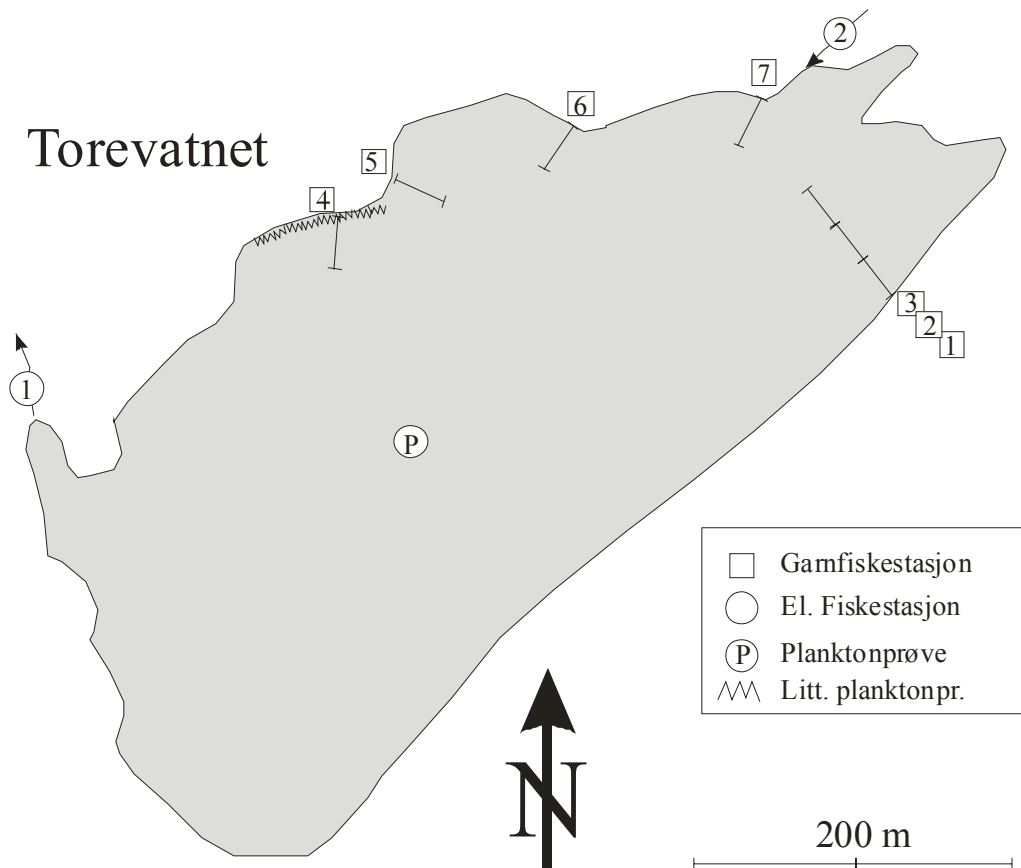 2
7
6
Torevatnet
5
4
3
2
1
1
P
Garnfiskestasjon
El. Fiskestasjon
P Planktonprøve
Litt. planktonpr.
N
200 m